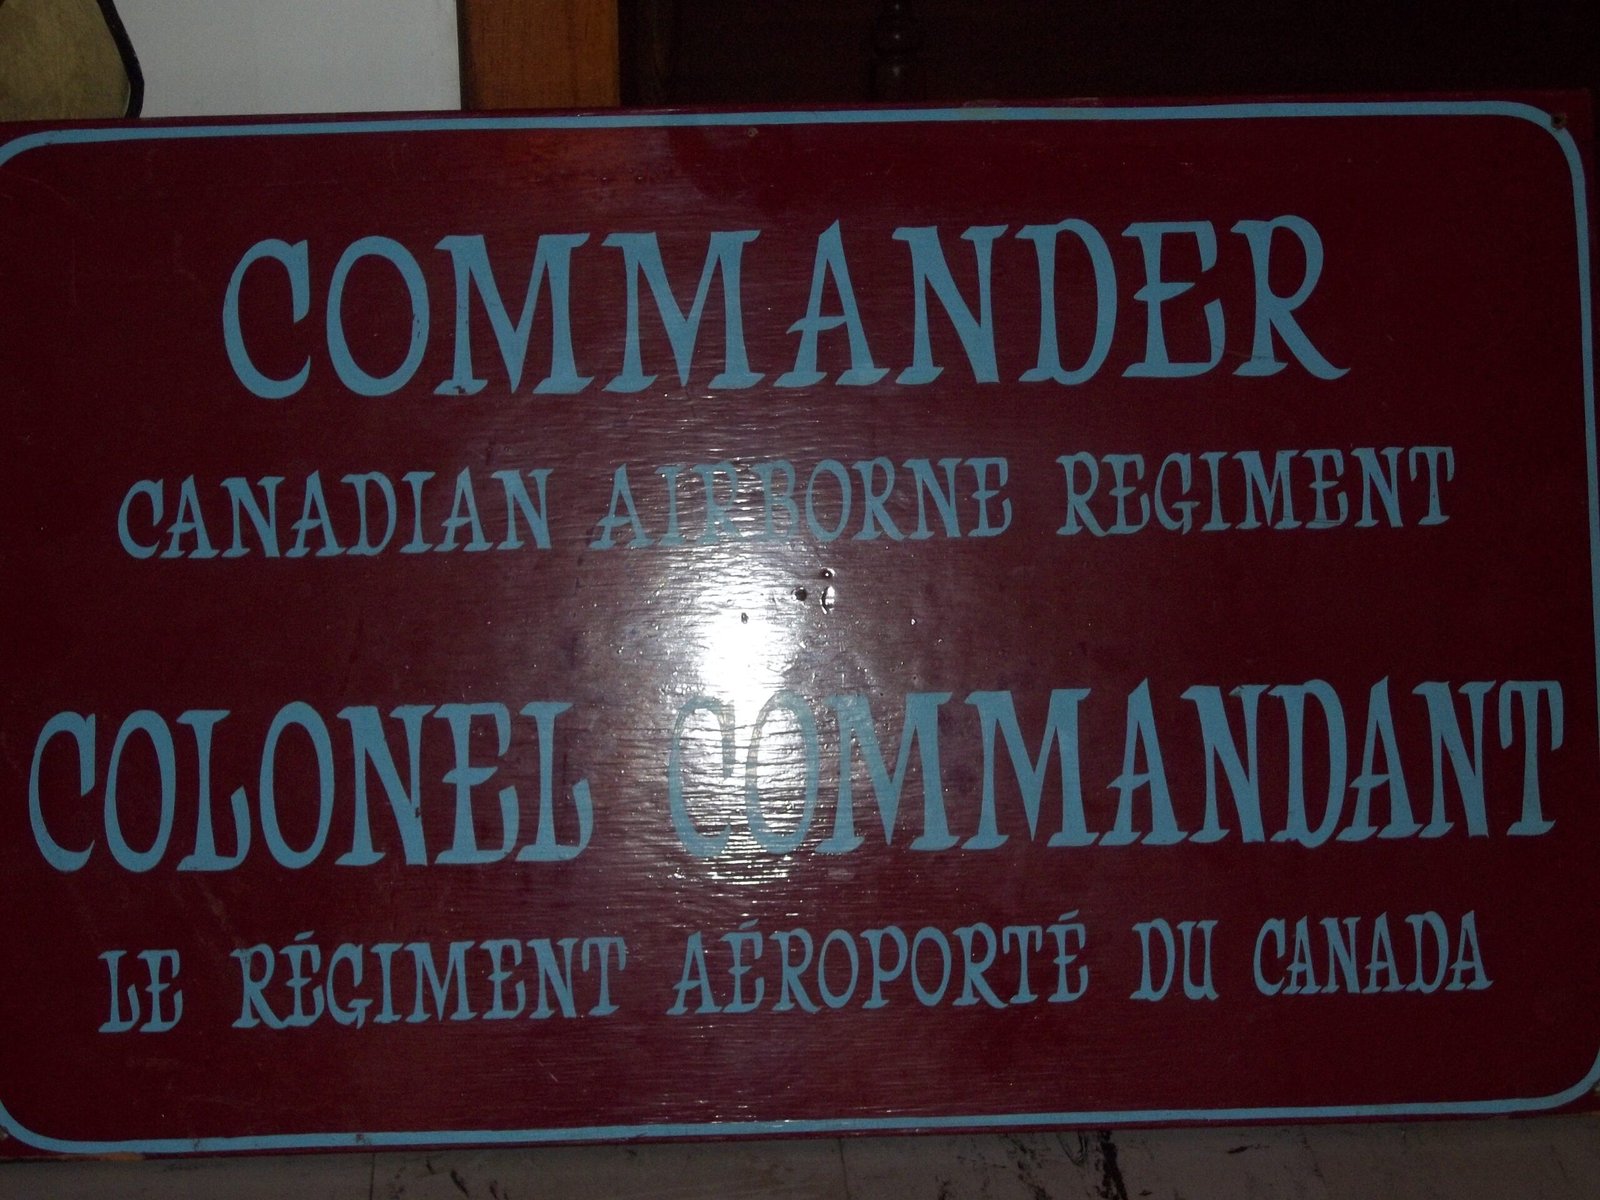 COMMANDER
CANADIAN AIRBORNE REGIMENT
COLONEL COMMANDANT
LE RÉGIMENT AÉROPORTÉ DU CANADA